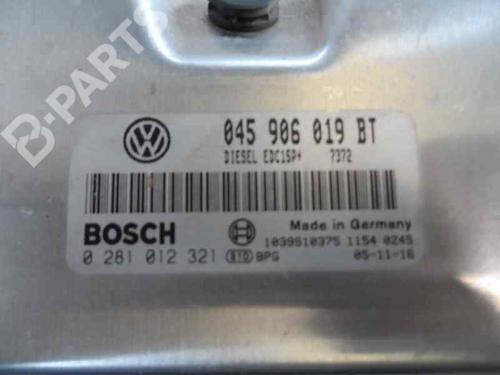 B-PARTS
VW
045 906 019 BT
DIESEL EDC15P+ 7372
BOSCH
Made in Germany
1039S10375 1154 0245
0 281 012 321 BPG
05-11-16